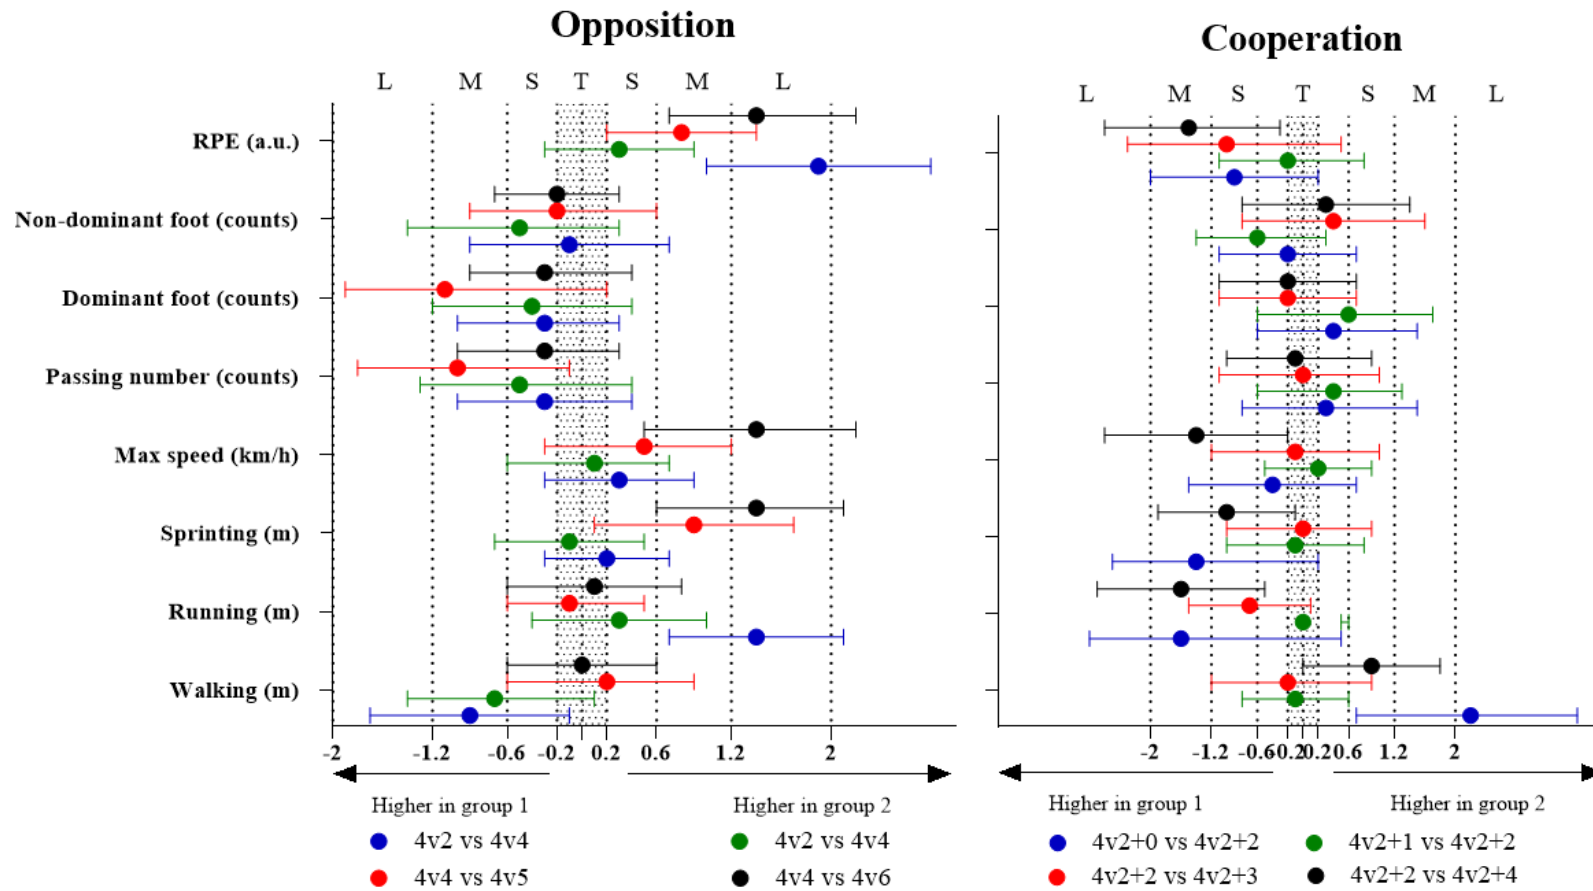 Opposition
Cooperation
L M S T S M L
L M S T S M L
RPE (a.u.)
Non-dominant foot (counts)
Dominant foot (counts)
Passing number (counts)
Max speed (km/h)
Sprinting (m)
Running (m)
Walking (m)
-2 -1.2 -0.6 -0.2 0.2 0.6 1.2 2
-2 -1.2 -0.6 -0.2 0.2 0.6 1.2 2
Higher in group 1 Higher in group 2
4v2 vs 4v4 4v2 vs 4v4
4v4 vs 4v5 4v4 vs 4v6
Higher in group 1 Higher in group 2
4v2+0 vs 4v2+2 4v2+1 vs 4v2+2
4v2+2 vs 4v2+3 4v2+2 vs 4v2+4